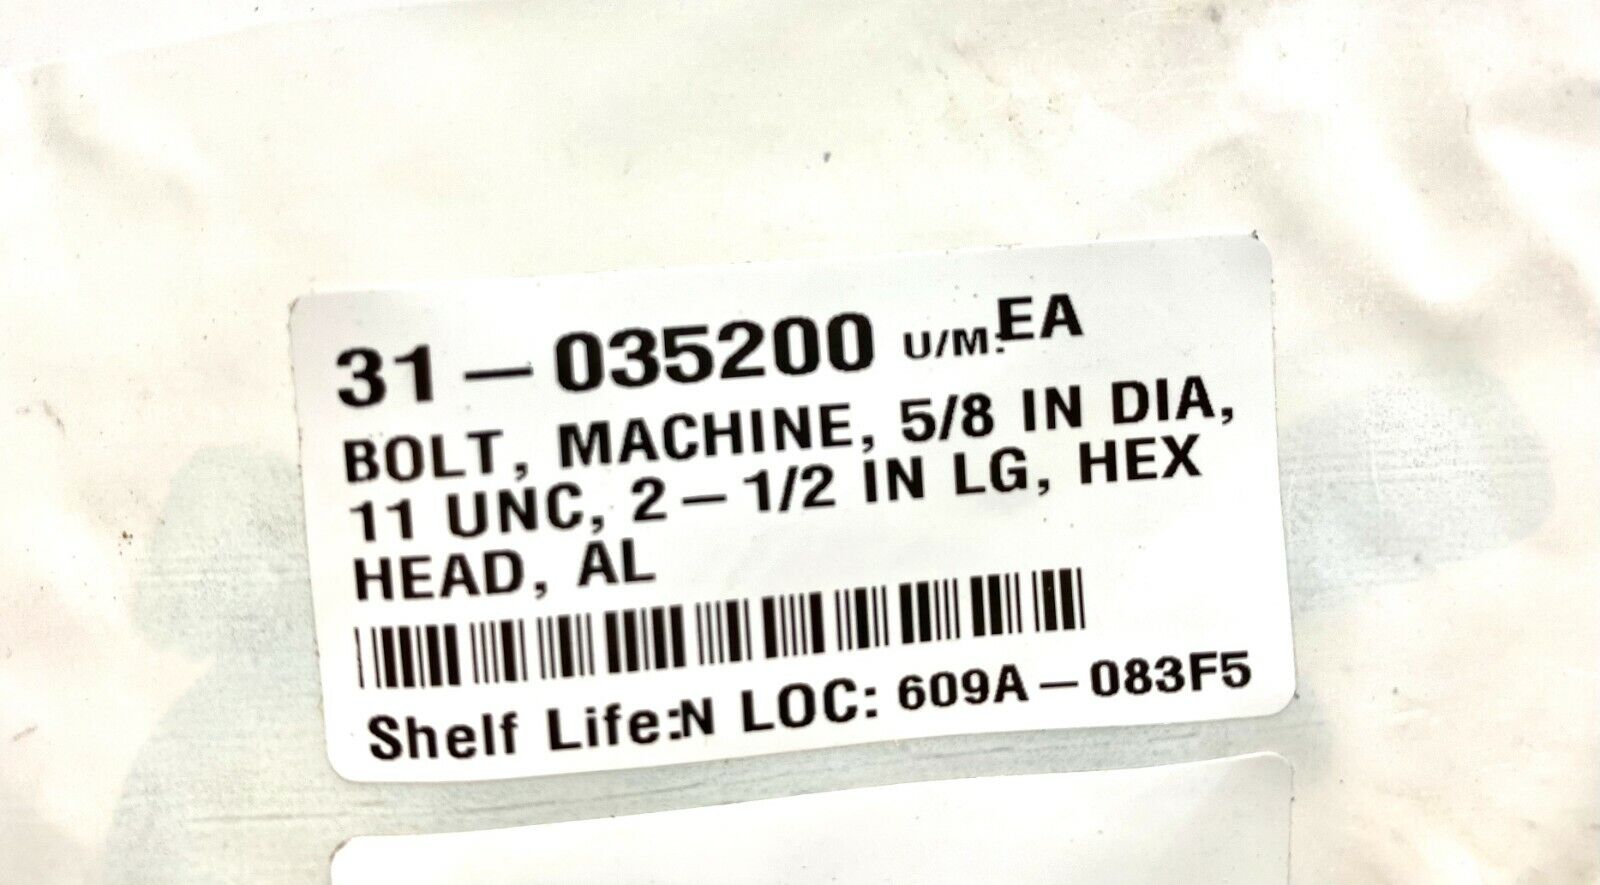 31-035200 U/M:EA
BOLT, MACHINE, 5/8 IN DIA,
11 UNC, 2-1/2 IN LG, HEX
HEAD, AL
Shelf Life:N LOC: 609A-083F5